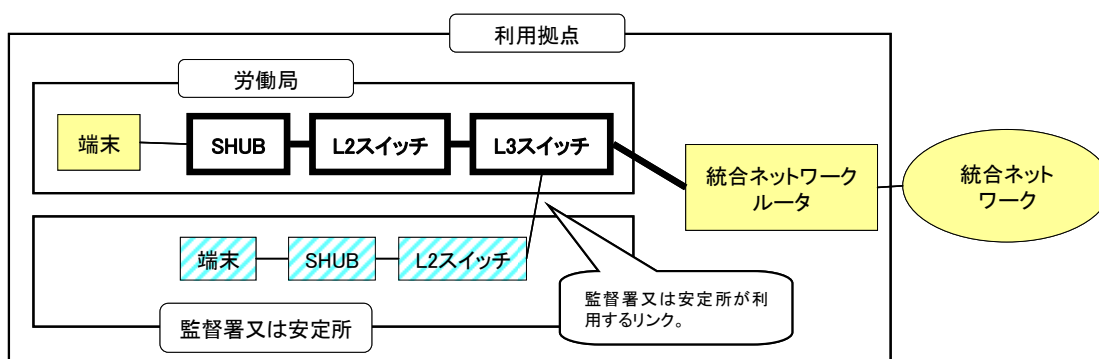 利用拠点
労働局
端末
SHUB
L2スイッチ
L3スイッチ
統合ネットワーク
ルータ
統合ネット
ワーク
端末
SHUB
L2スイッチ
監督署又は安定所が利
用するリンク。
監督署又は安定所